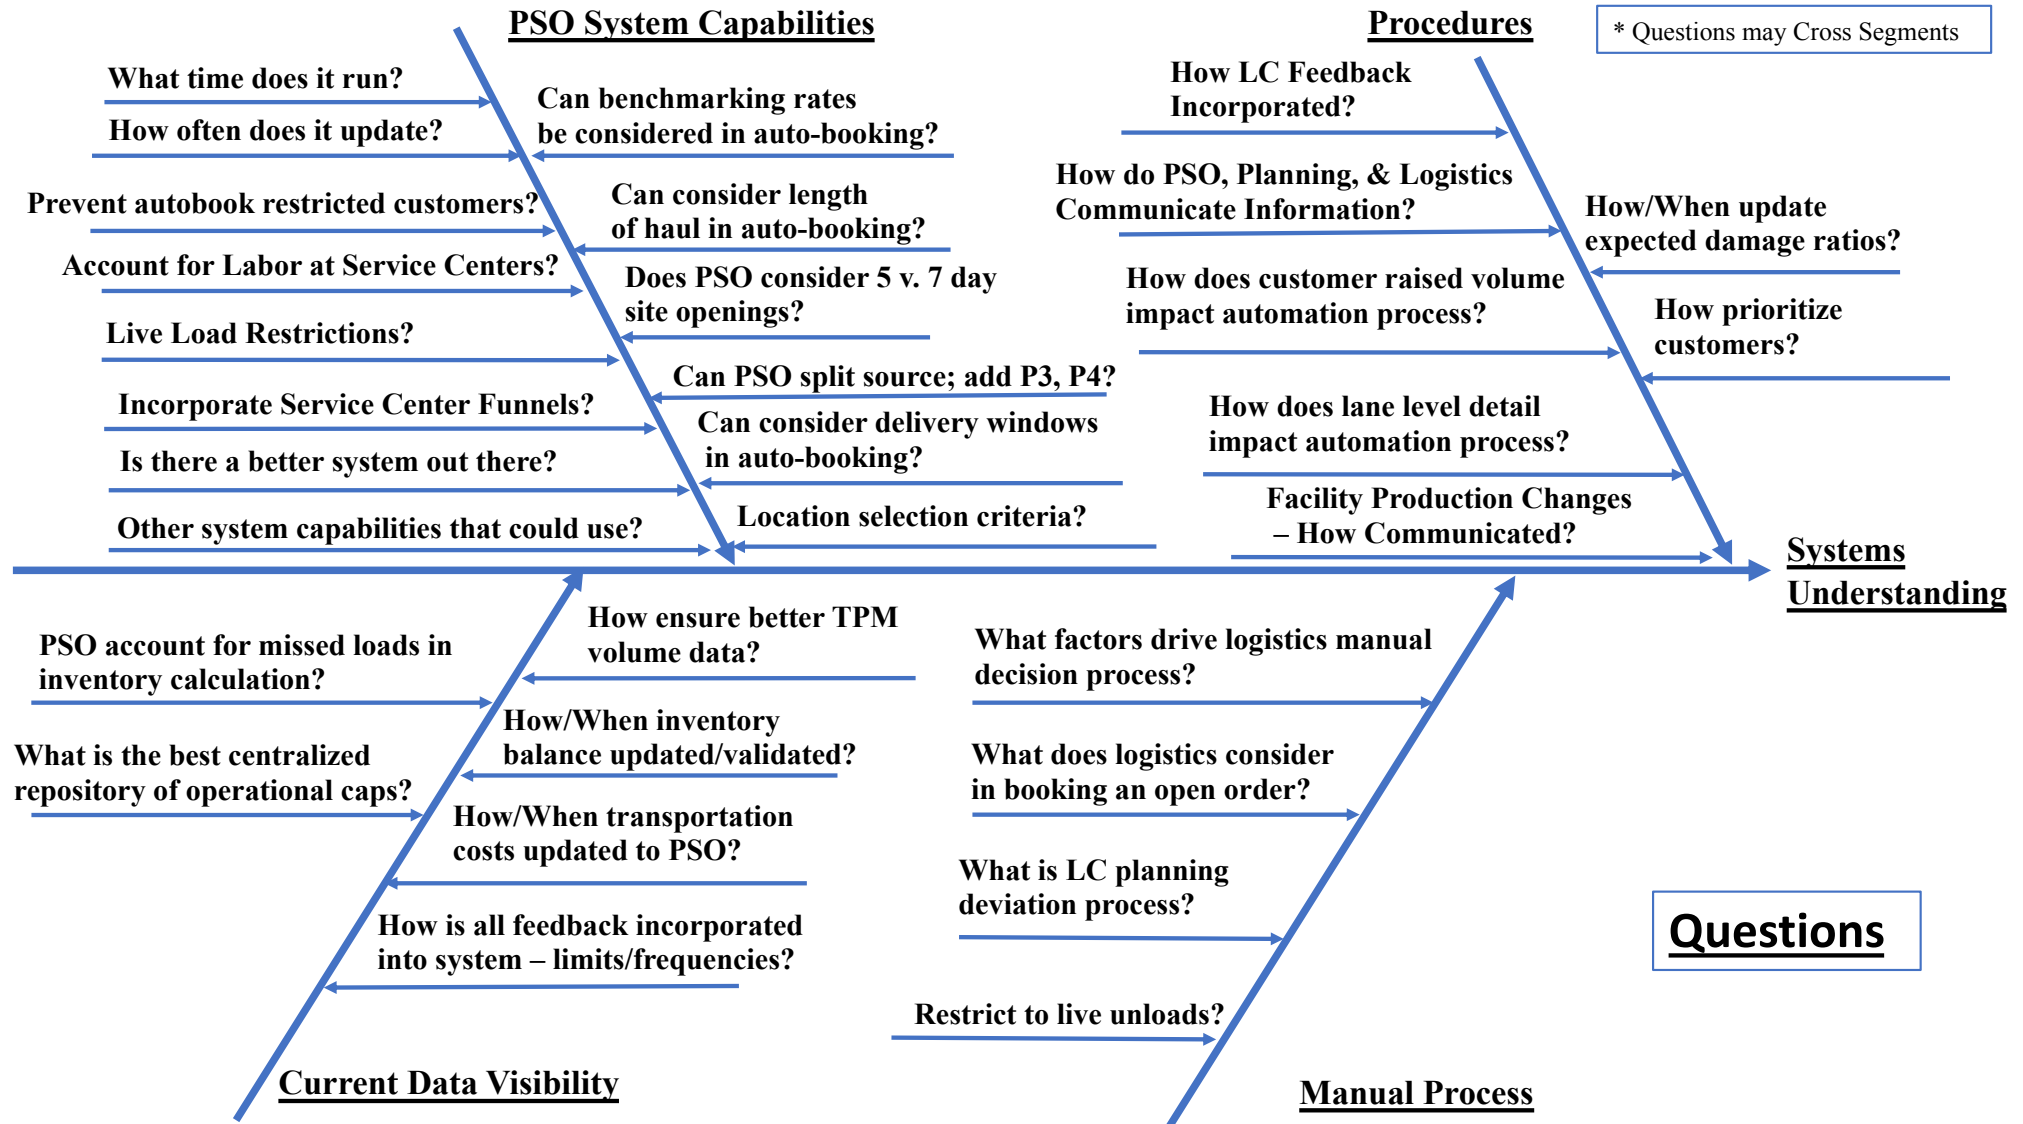 PSO System Capabilities
What time does it run?
How often does it update?
Prevent autobook restricted customers?
Account for Labor at Service Centers?
Live Load Restrictions?
Incorporate Service Center Funnels?
Is there a better system out there?
Other system capabilities that could use?
Can benchmarking rates
be considered in auto-booking?
Can consider length
of haul in auto-booking?
Does PSO consider 5 v. 7 day
site openings?
Can PSO split source; add P3, P4?
Can consider delivery windows
in auto-booking?
Location selection criteria?
Procedures
* Questions may Cross Segments
How LC Feedback
Incorporated?
How do PSO, Planning, & Logistics
Communicate Information?
How does customer raised volume
impact automation process?
How does lane level detail
impact automation process?
Facility Production Changes
– How Communicated?
How/When update
expected damage ratios?
How prioritize
customers?
Systems
Understanding
PSO account for missed loads in
inventory calculation?
What is the best centralized
repository of operational caps?
How ensure better TPM
volume data?
How/When inventory
balance updated/validated?
How/When transportation
costs updated to PSO?
How is all feedback incorporated
into system – limits/frequencies?
Current Data Visibility
What factors drive logistics manual
decision process?
What does logistics consider
in booking an open order?
What is LC planning
deviation process?
Restrict to live unloads?
Manual Process
Questions